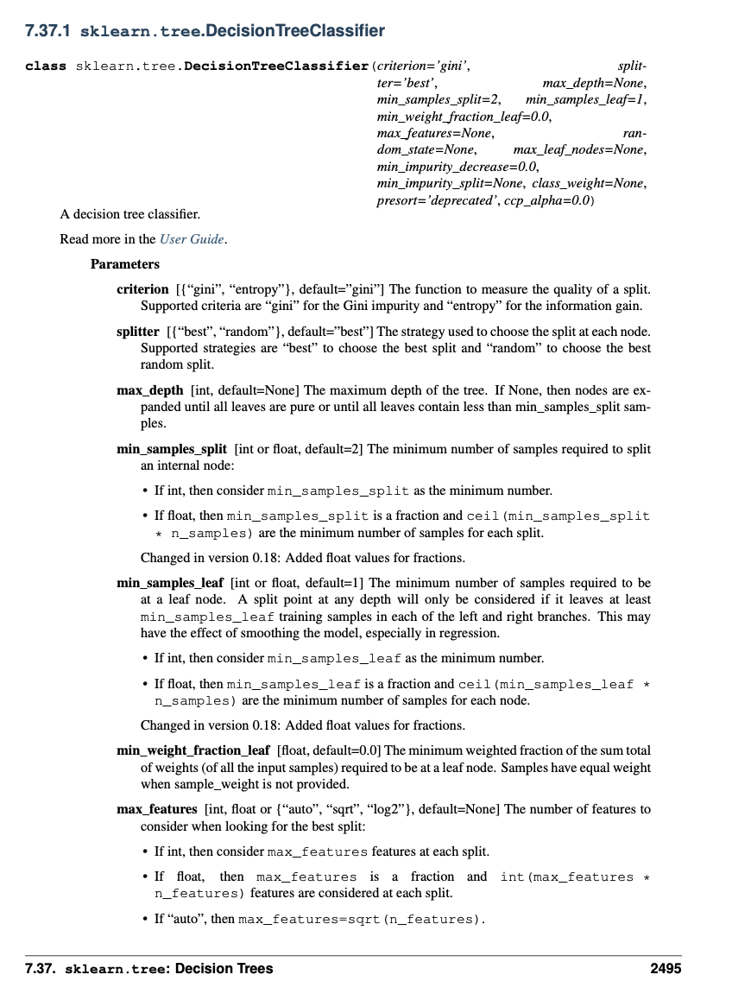 7.37.1 sklearn.tree.DecisionTreeClassifier
class sklearn.tree.DecisionTreeClassifier(criterion='gini', split-
ter='best', max_depth=None,
min_samples_split=2, min_samples_leaf=1,
min_weight_fraction_leaf=0.0,
max_features=None, ran-
dom_state=None, max_leaf_nodes=None,
min_impurity_decrease=0.0,
min_impurity_split=None, class_weight=None,
presort='deprecated', ccp_alpha=0.0)
A decision tree classifier.
Read more in the User Guide.
Parameters
criterion [{“gini”, “entropy”}, default=”gini”] The function to measure the quality of a split.
Supported criteria are “gini” for the Gini impurity and “entropy” for the information gain.
splitter [{“best”, “random”}, default=”best”] The strategy used to choose the split at each node.
Supported strategies are “best” to choose the best split and “random” to choose the best
random split.
max_depth [int, default=None] The maximum depth of the tree. If None, then nodes are ex-
panded until all leaves are pure or until all leaves contain less than min_samples_split sam-
ples.
min_samples_split [int or float, default=2] The minimum number of samples required to split
an internal node:
• If int, then consider min_samples_split as the minimum number.
• If float, then min_samples_split is a fraction and ceil(min_samples_split
* n_samples) are the minimum number of samples for each split.
Changed in version 0.18: Added float values for fractions.
min_samples_leaf [int or float, default=1] The minimum number of samples required to be
at a leaf node. A split point at any depth will only be considered if it leaves at least
min_samples_leaf training samples in each of the left and right branches. This may
have the effect of smoothing the model, especially in regression.
• If int, then consider min_samples_leaf as the minimum number.
• If float, then min_samples_leaf is a fraction and ceil(min_samples_leaf *
n_samples) are the minimum number of samples for each node.
Changed in version 0.18: Added float values for fractions.
min_weight_fraction_leaf [float, default=0.0] The minimum weighted fraction of the sum total
of weights (of all the input samples) required to be at a leaf node. Samples have equal weight
when sample_weight is not provided.
max_features [int, float or {“auto”, “sqrt”, “log2”}, default=None] The number of features to
consider when looking for the best split:
• If int, then consider max_features features at each split.
• If float, then max_features is a fraction and int(max_features *
n_features) features are considered at each split.
• If “auto”, then max_features=sqrt(n_features).
7.37. sklearn.tree: Decision Trees 2495